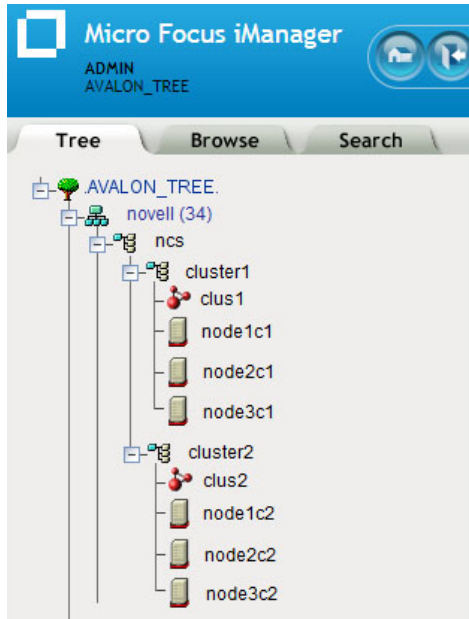 Micro Focus iManager
ADMIN
AVALON_TREE
Tree Browse Search
.AVALON_TREE.
novell (34)
ncs
cluster1
clus1
node1c1
node2c1
node3c1
cluster2
clus2
node1c2
node2c2
node3c2